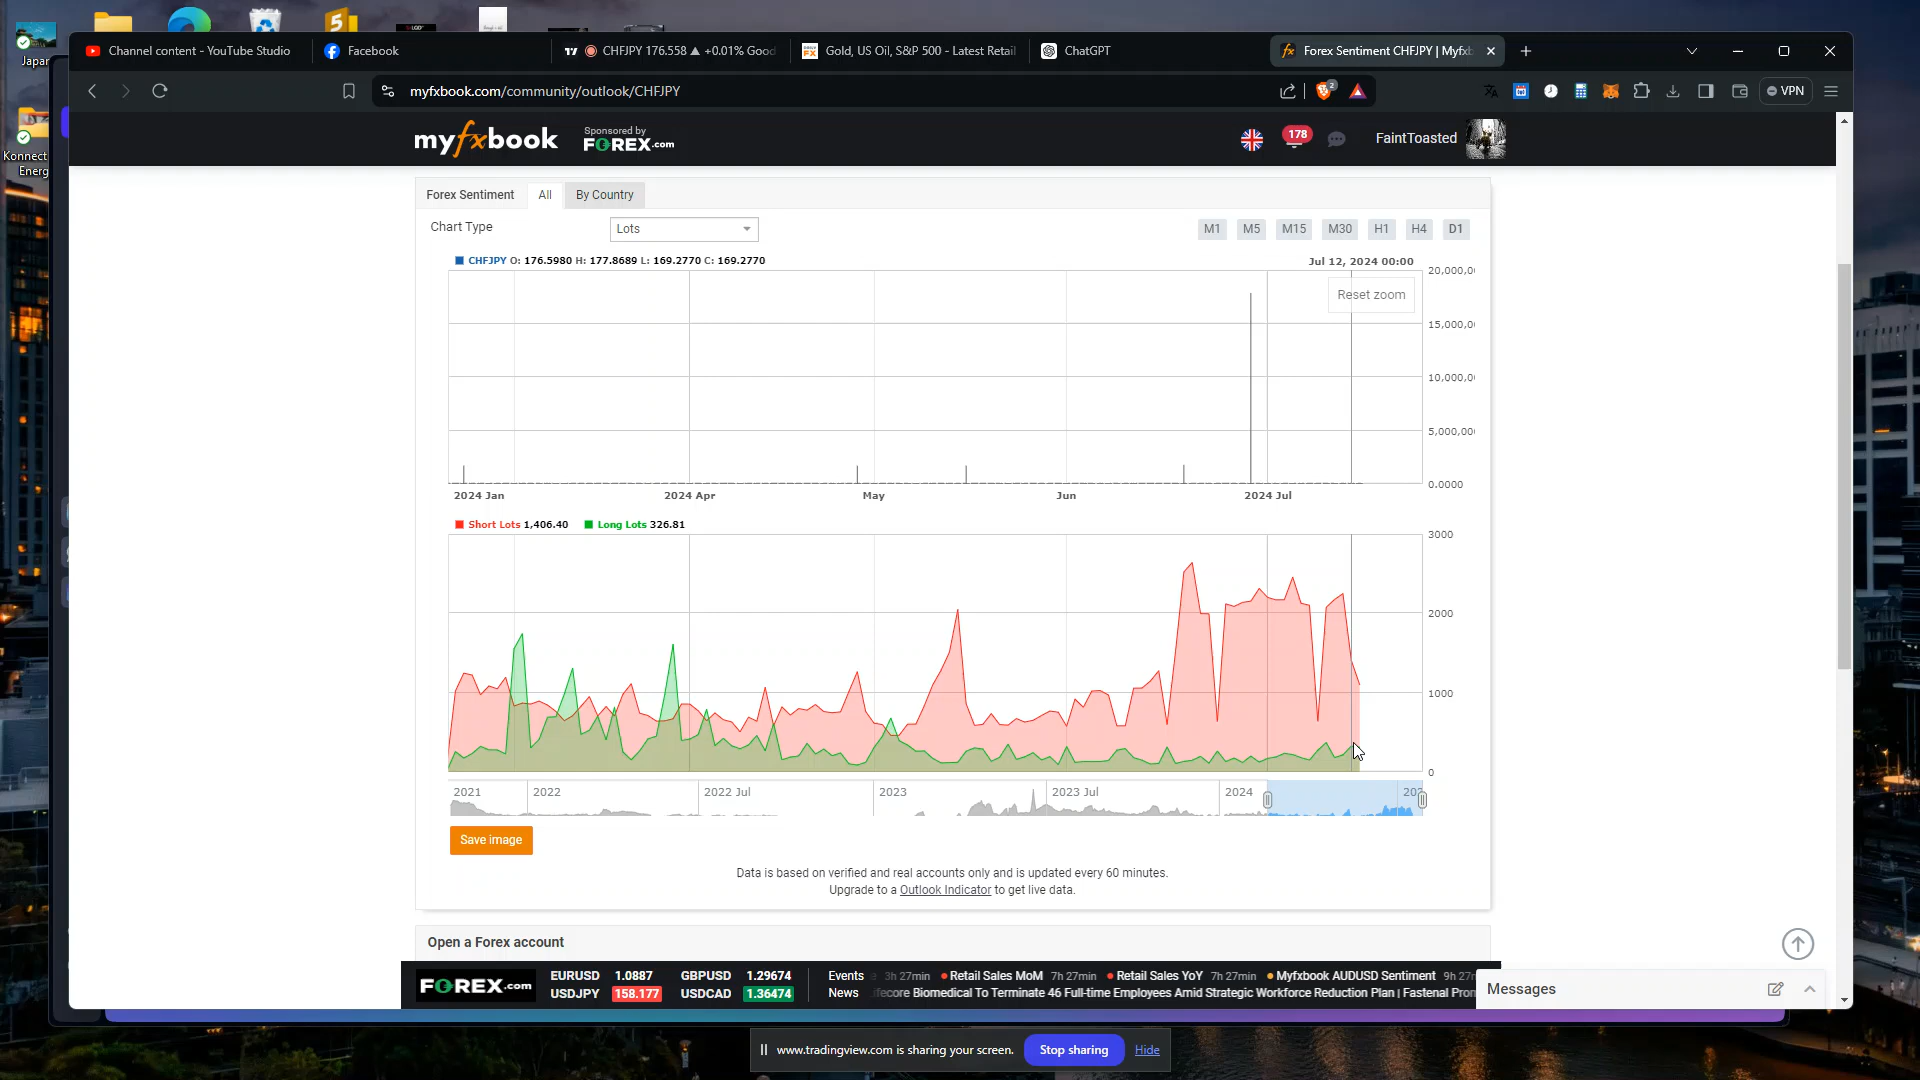 Japan
Konnect
Energ
Channel content - YouTube Studio
Facebook
CHFJPY 176.558 ▲ +0.01% Good
Gold, US Oil, S&P 500 - Latest Retail
ChatGPT
Forex Sentiment CHFJPY | Myfxb
myfxbook.com/community/outlook/CHFJPY
2
VPN
myfxbook
Sponsored by
FOREX.com
178
FaintToasted
Forex Sentiment
All
By Country
Chart Type
Lots
M1
M5
M15
M30
H1
H4
D1
CHFJPY O: 176.5980 H: 177.8689 L: 169.2770 C: 169.2770
Jul 12, 2024 00:00
Reset zoom
20,000,0
15,000,0
10,000,0
5,000,00
0.0000
2024 Jan
2024 Apr
May
Jun
2024 Jul
Short Lots 1,406.40
Long Lots 326.81
3000
2000
1000
0
2021
2022
2022 Jul
2023
2023 Jul
2024
202
Save image
Data is based on verified and real accounts only and is updated every 60 minutes.
Upgrade to a Outlook Indicator to get live data.
Open a Forex account
FOREX.com
EURUSD 1.0887
GBPUSD 1.29674
USDJPY 158.177
USDCAD 1.36474
Events
3h 27min
Retail Sales MoM 7h 27min
Retail Sales YoY 7h 27min
Myfxbook AUDUSD Sentiment 9h 27
News
ifecore Biomedical To Terminate 46 Full-time Employees Amid Strategic Workforce Reduction Plan | Fastenal Pro
Messages
www.tradingview.com is sharing your screen.
Stop sharing
Hide